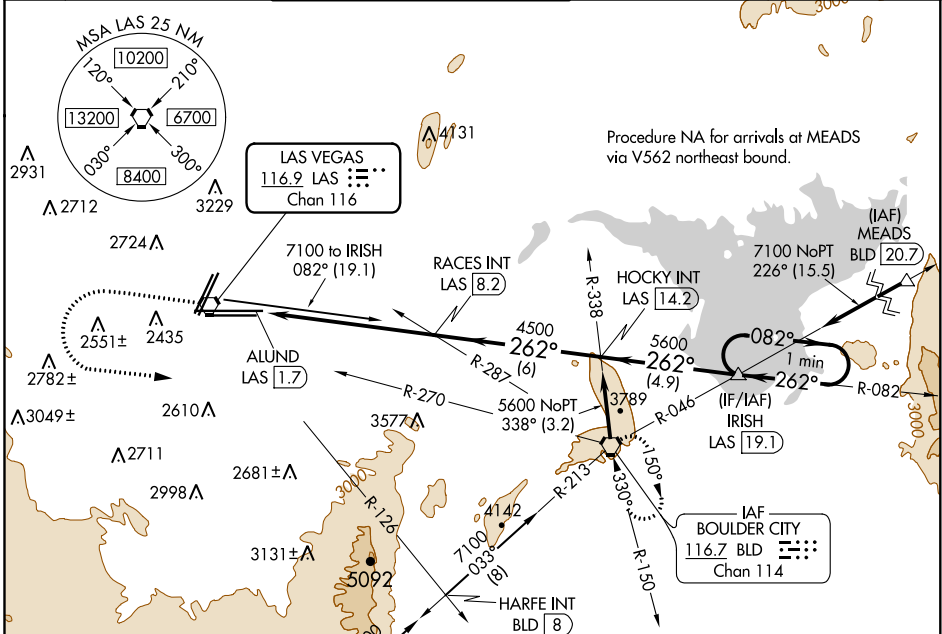 MSA LAS 25 NM
10200
120°
210°
13200
6700
030°
300°
8400
2931
2712
3229
2724
4131
3000
Procedure NA for arrivals at MEADS
via V562 northeast bound.
LAS VEGAS
116.9 LAS
Chan 116
7100 to IRISH
082° (19.1)
RACES INT
LAS 8.2
HOCKY INT
LAS 14.2
R-338
(IAF)
MEADS
BLD 20.7
7100 NoPT
226° (15.5)
2551±
2435
2782±
ALUND
LAS 1.7
4500
262°
(6)
5600
262°
(4.9)
082°
1 min
262°
R-082
R-287
R-270
5600 NoPT
338° (3.2)
3789
R-046
(IF/IAF)
IRISH
LAS 19.1
3000
3049±
2610
3577
2711
2681±
2998
3000
R-126
R-213
150°
330°
R-150
IAF
BOULDER CITY
116.7 BLD
Chan 114
4142
7100
033°
(8)
3131±
5092
HARFE INT
BLD 8